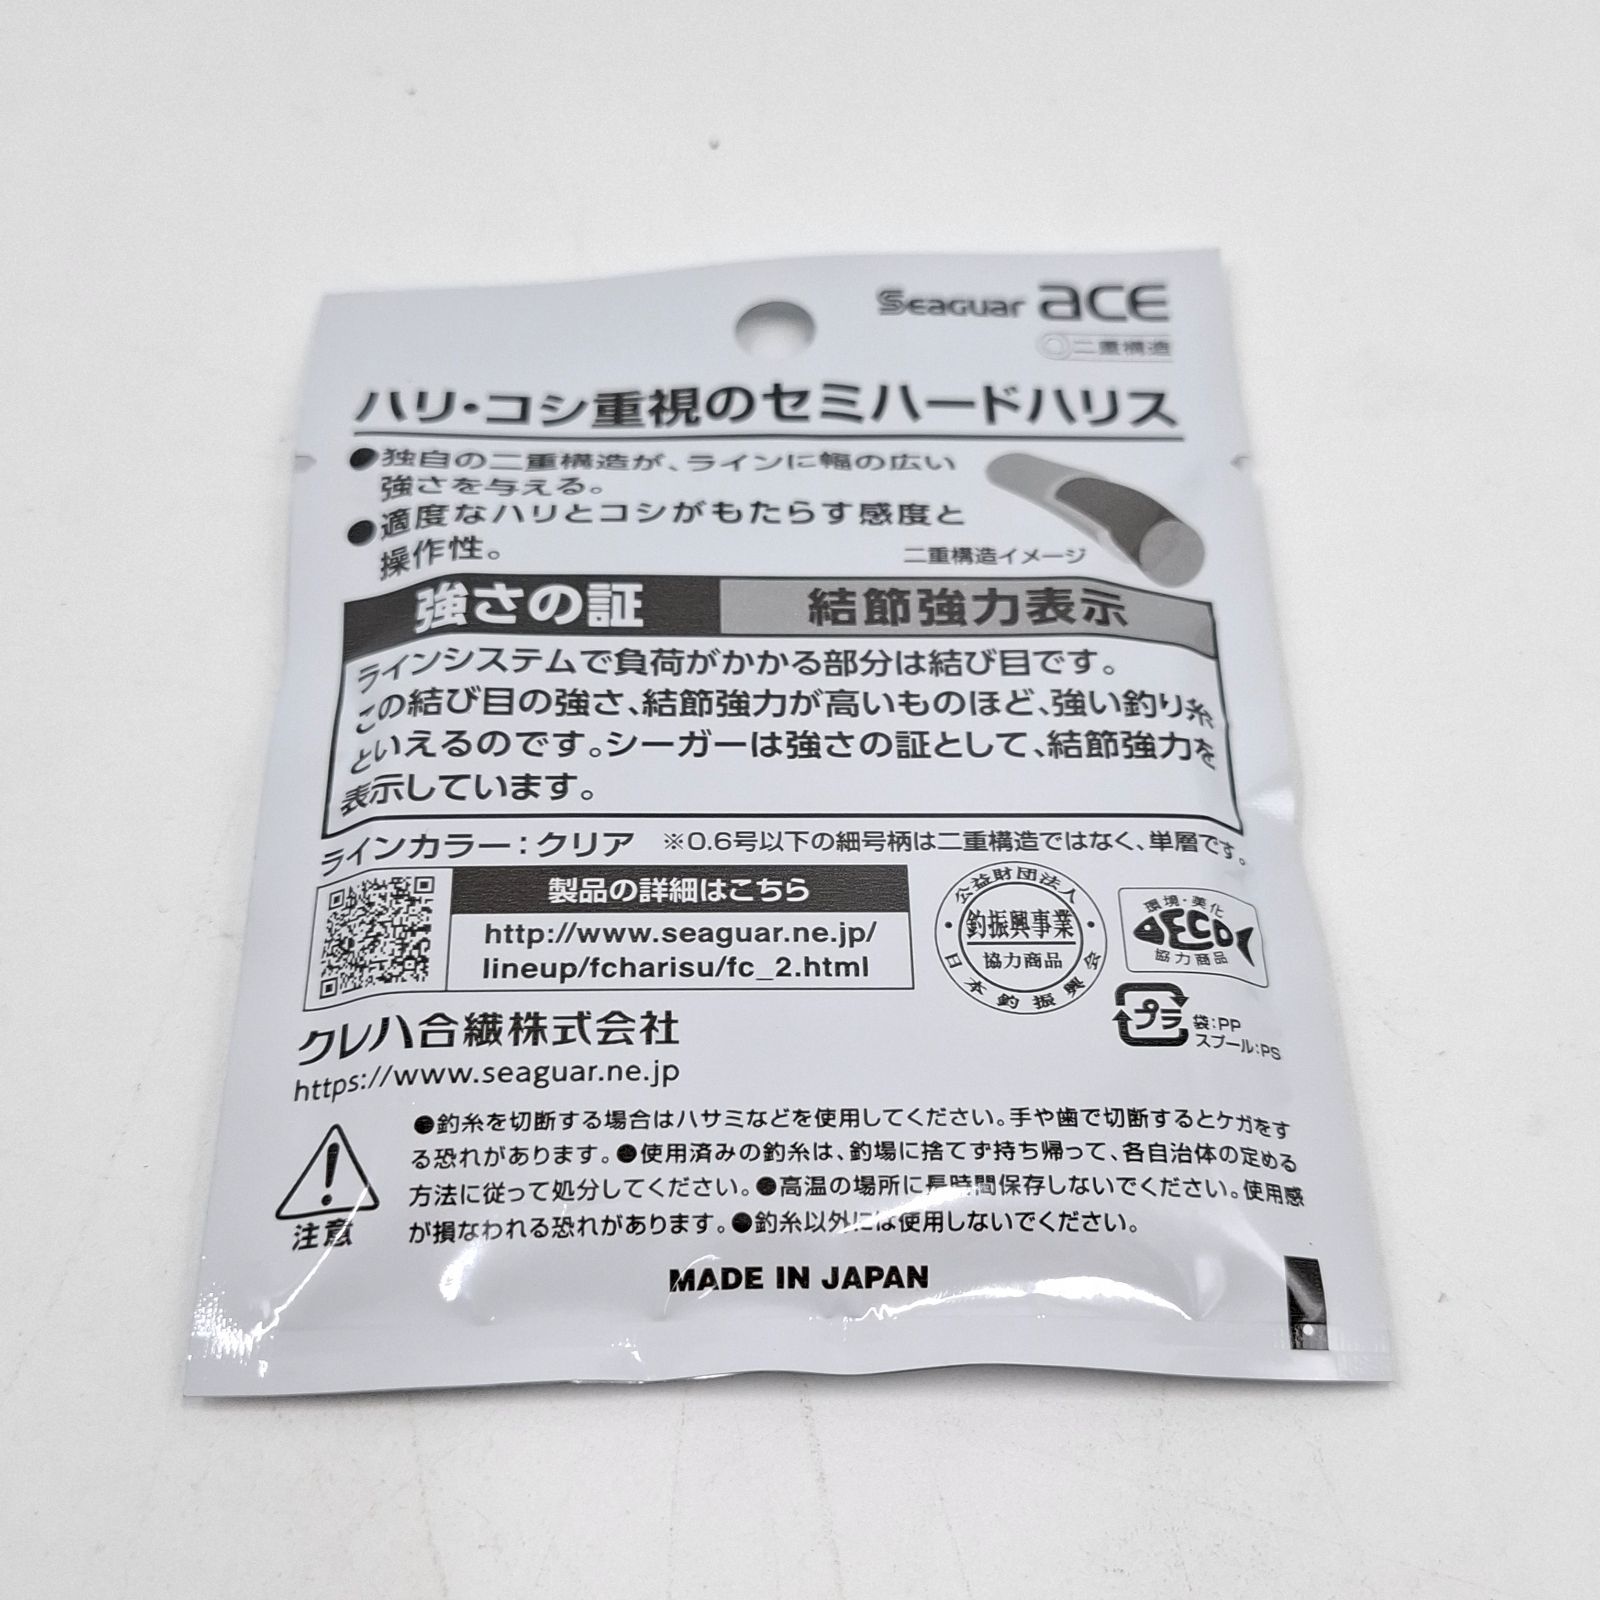 Seaguar ACE
二重構造
ハリ・コシ重視のセミハードハリス
●独自の二重構造が、ラインに幅の広い
強さを与える。
●適度なハリとコシがもたらす感度と
操作性。
二重構造イメージ
強さの証
結節強力表示
ラインシステムで負荷がかかる部分は結び目です。
この結び目の強さ、結節強力が高いものほど、強い釣り糸
といえるのです。シーガーは強さの証として、結節強力を
表示しています。
ラインカラー:クリア ※0.6号以下の細号柄は二重構造ではなく、単層です。
製品の詳細はこちら
http://www.seaguar.ne.jp/
lineup/fcharisu/fc_2.html
公益財団法人
釣振興事業
協力商品
日本釣振興会
環境・美化
ECO
協力商品
プラ
袋:PP
スプール:PS
クレハ合繊株式会社
https://www.seaguar.ne.jp
注意
●釣糸を切断する場合はハサミなどを使用してください。手や歯で切断するとケガをす
る恐れがあります。●使用済みの釣糸は、釣場に捨てず持ち帰って、各自治体の定める
方法に従って処分してください。●高温の場所に長時間保存しないでください。使用感
が損なわれる恐れがあります。●釣糸以外には使用しないでください。
MADE IN JAPAN